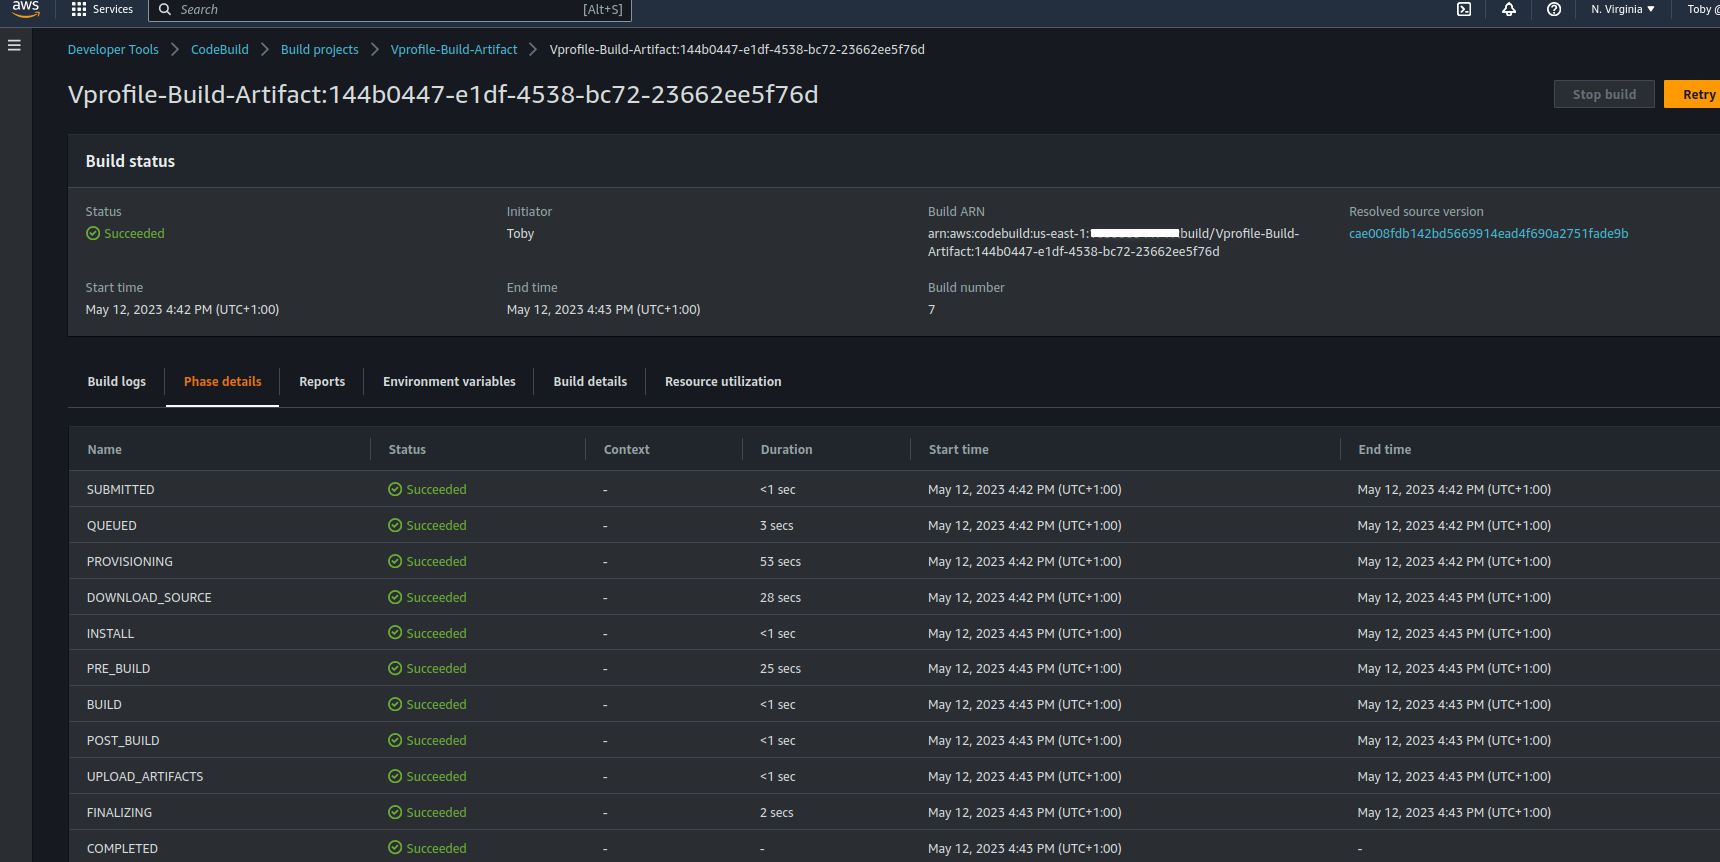 aws Services Search [Alt+S] N. Virginia Toby @
Developer Tools CodeBuild Build projects Vprofile-Build-Artifact Vprofile-Build-Artifact:144b0447-e1df-4538-bc72-23662ee5f76d
Vprofile-Build-Artifact:144b0447-e1df-4538-bc72-23662ee5f76d Stop build Retry
Build status
Status Initiator Build ARN Resolved source version
Succeeded Toby arn:aws:codebuild:us-east-1: build/Vprofile-Build- cae008fdb142bd5669914ead4f690a2751fade9b
Artifact:144b0447-e1df-4538-bc72-23662ee5f76d
Start time End time Build number
May 12, 2023 4:42 PM (UTC+1:00) May 12, 2023 4:43 PM (UTC+1:00) 7
Build logs Phase details Reports Environment variables Build details Resource utilization
Name Status Context Duration Start time End time
SUBMITTED Succeeded - <1 sec May 12, 2023 4:42 PM (UTC+1:00) May 12, 2023 4:42 PM (UTC+1:00)
QUEUED Succeeded - 3 secs May 12, 2023 4:42 PM (UTC+1:00) May 12, 2023 4:42 PM (UTC+1:00)
PROVISIONING Succeeded - 53 secs May 12, 2023 4:42 PM (UTC+1:00) May 12, 2023 4:42 PM (UTC+1:00)
DOWNLOAD_SOURCE Succeeded - 28 secs May 12, 2023 4:42 PM (UTC+1:00) May 12, 2023 4:43 PM (UTC+1:00)
INSTALL Succeeded - <1 sec May 12, 2023 4:43 PM (UTC+1:00) May 12, 2023 4:43 PM (UTC+1:00)
PRE_BUILD Succeeded - 25 secs May 12, 2023 4:43 PM (UTC+1:00) May 12, 2023 4:43 PM (UTC+1:00)
BUILD Succeeded - <1 sec May 12, 2023 4:43 PM (UTC+1:00) May 12, 2023 4:43 PM (UTC+1:00)
POST_BUILD Succeeded - <1 sec May 12, 2023 4:43 PM (UTC+1:00) May 12, 2023 4:43 PM (UTC+1:00)
UPLOAD_ARTIFACTS Succeeded - <1 sec May 12, 2023 4:43 PM (UTC+1:00) May 12, 2023 4:43 PM (UTC+1:00)
FINALIZING Succeeded - 2 secs May 12, 2023 4:43 PM (UTC+1:00) May 12, 2023 4:43 PM (UTC+1:00)
COMPLETED Succeeded - - May 12, 2023 4:43 PM (UTC+1:00) -